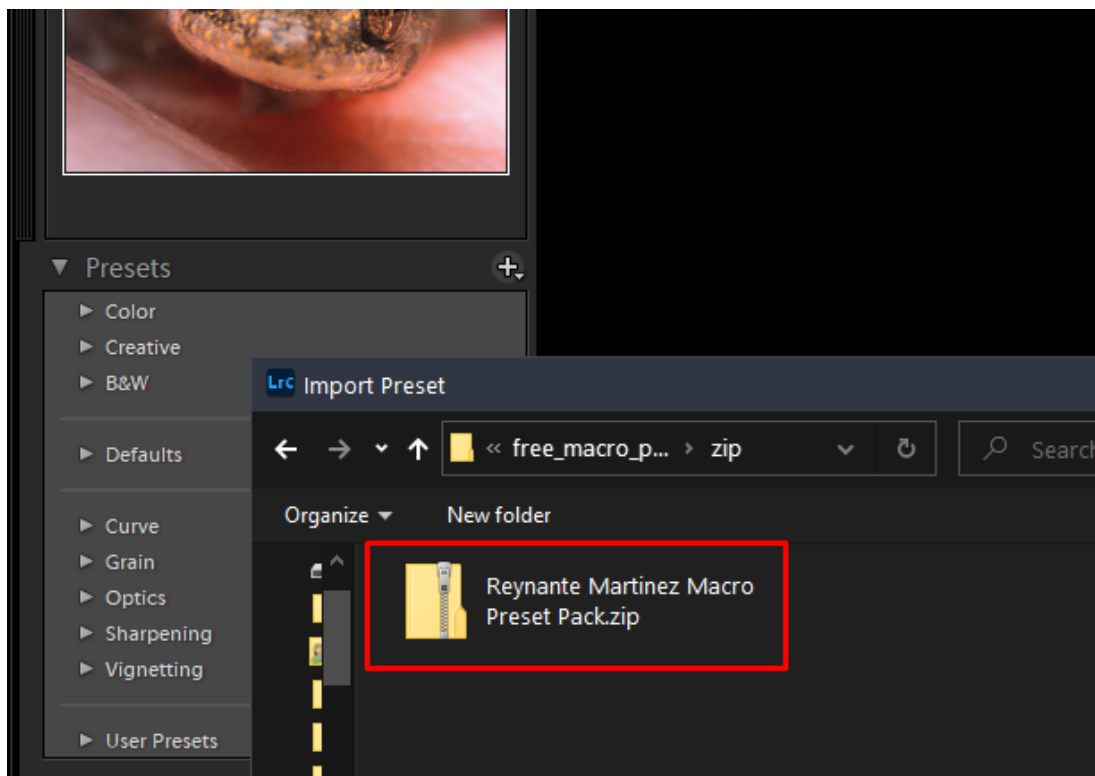 Presets
Color
Creative
B&W
Defaults
Curve
Grain
Optics
Sharpening
Vignetting
User Presets
LrC Import Preset
« free_macro_p... › zip
Search
Organize
New folder
Reynante Martinez Macro
Preset Pack.zip